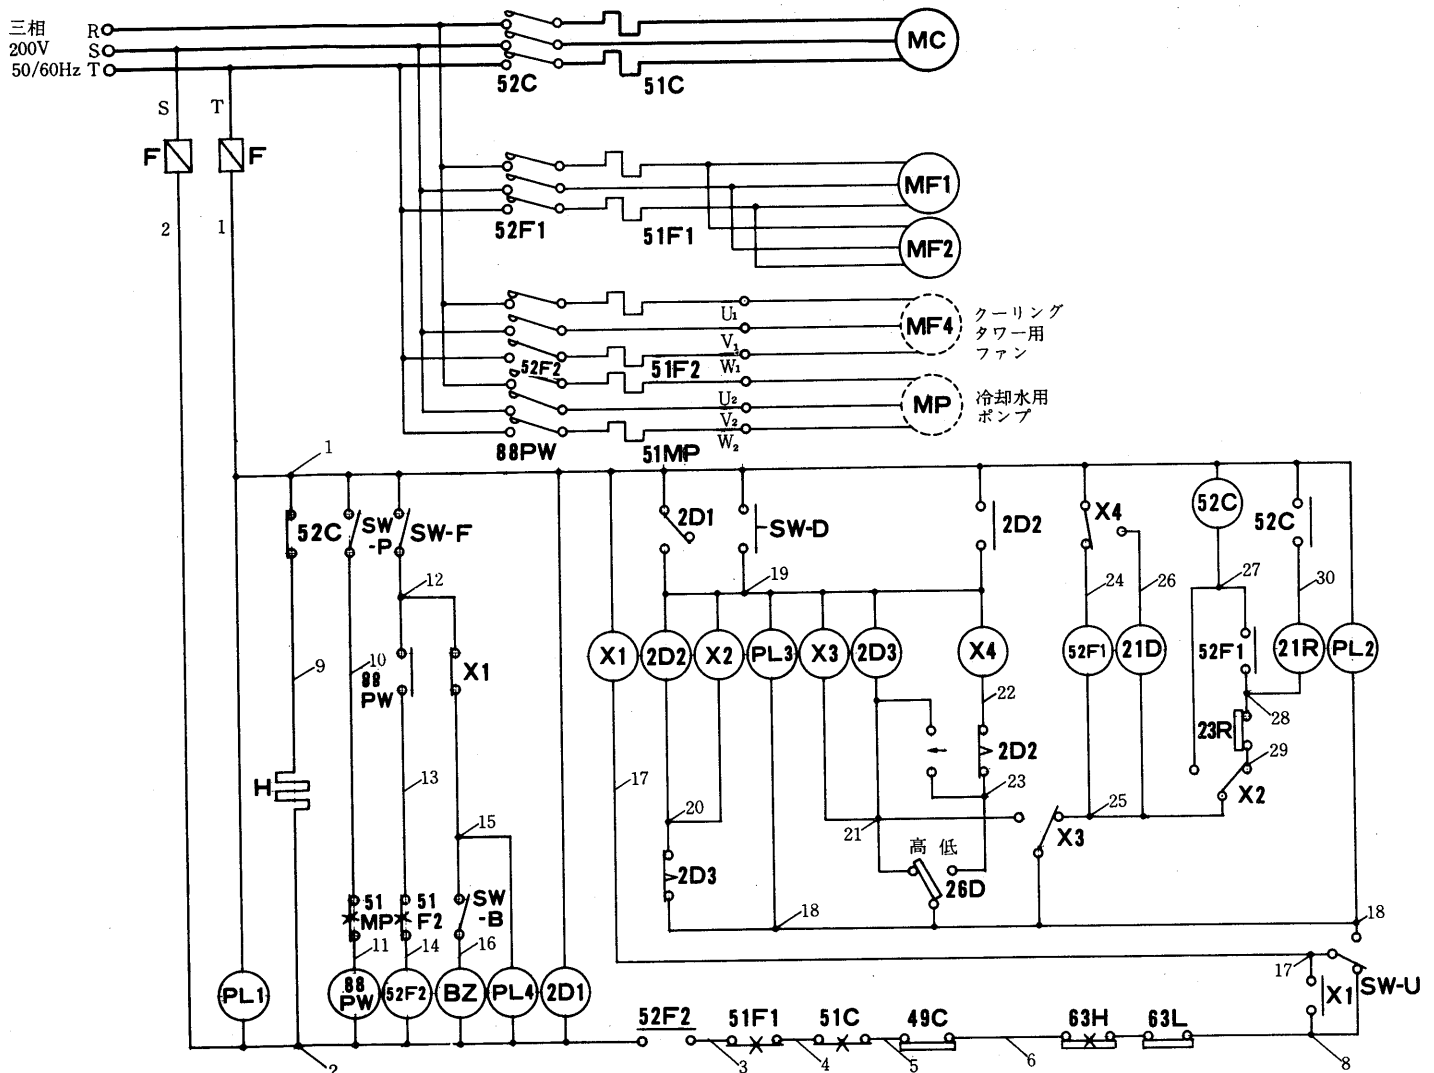 三相
200V
50/60Hz
R
S
T
52C
51C
MC
S
T
F
F
2
1
52F1
51F1
MF1
MF2
U1
V1
W1
52F2
51F2
MF4
クーリング
タワー用
ファン
U2
V2
W2
88PW
51MP
MP
冷却水用
ポンプ
1
52C
SW
-P
SW-F
2D1
SW-D
2D2
X4
52C
52C
12
19
24
26
27
30
9
10
88
PW
X1
X1
2D2
X2
PL3
X3
2D3
X4
52F1
21D
52F1
21R
PL2
22
28
23R
29
2D2
H
13
17
23
X2
15
20
21
25
X3
高 低
26D
2D3
51
MP
51
F2
SW
-B
18
18
11
14
16
17
X1
SW-U
PL1
88
PW
52F2
BZ
PL4
2D1
52F2
51F1
51C
49C
63H
63L
2
3
4
5
6
8